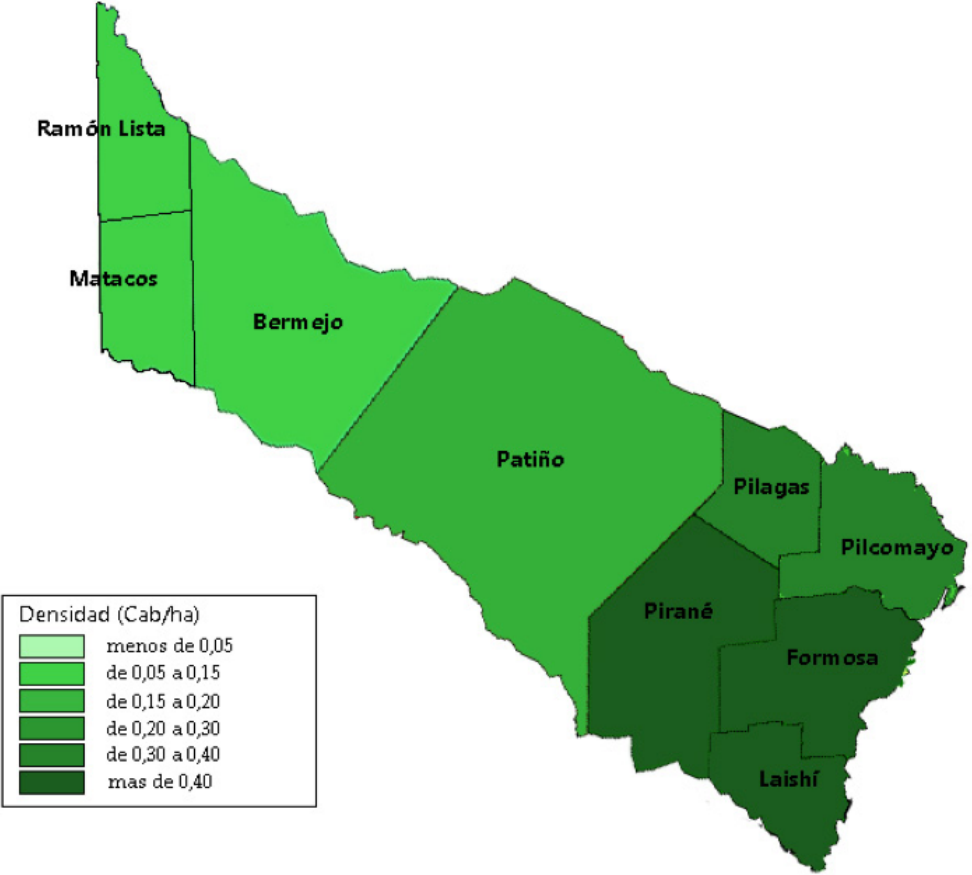 Ramón Lista
Matacos
Bermejo
Patiño
Pilagas
Pilcomayo
Pirané
Formosa
Laishí
Densidad (Cab/ha)
menos de 0,05
de 0,05 a 0,15
de 0,15 a 0,20
de 0,20 a 0,30
de 0,30 a 0,40
mas de 0,40